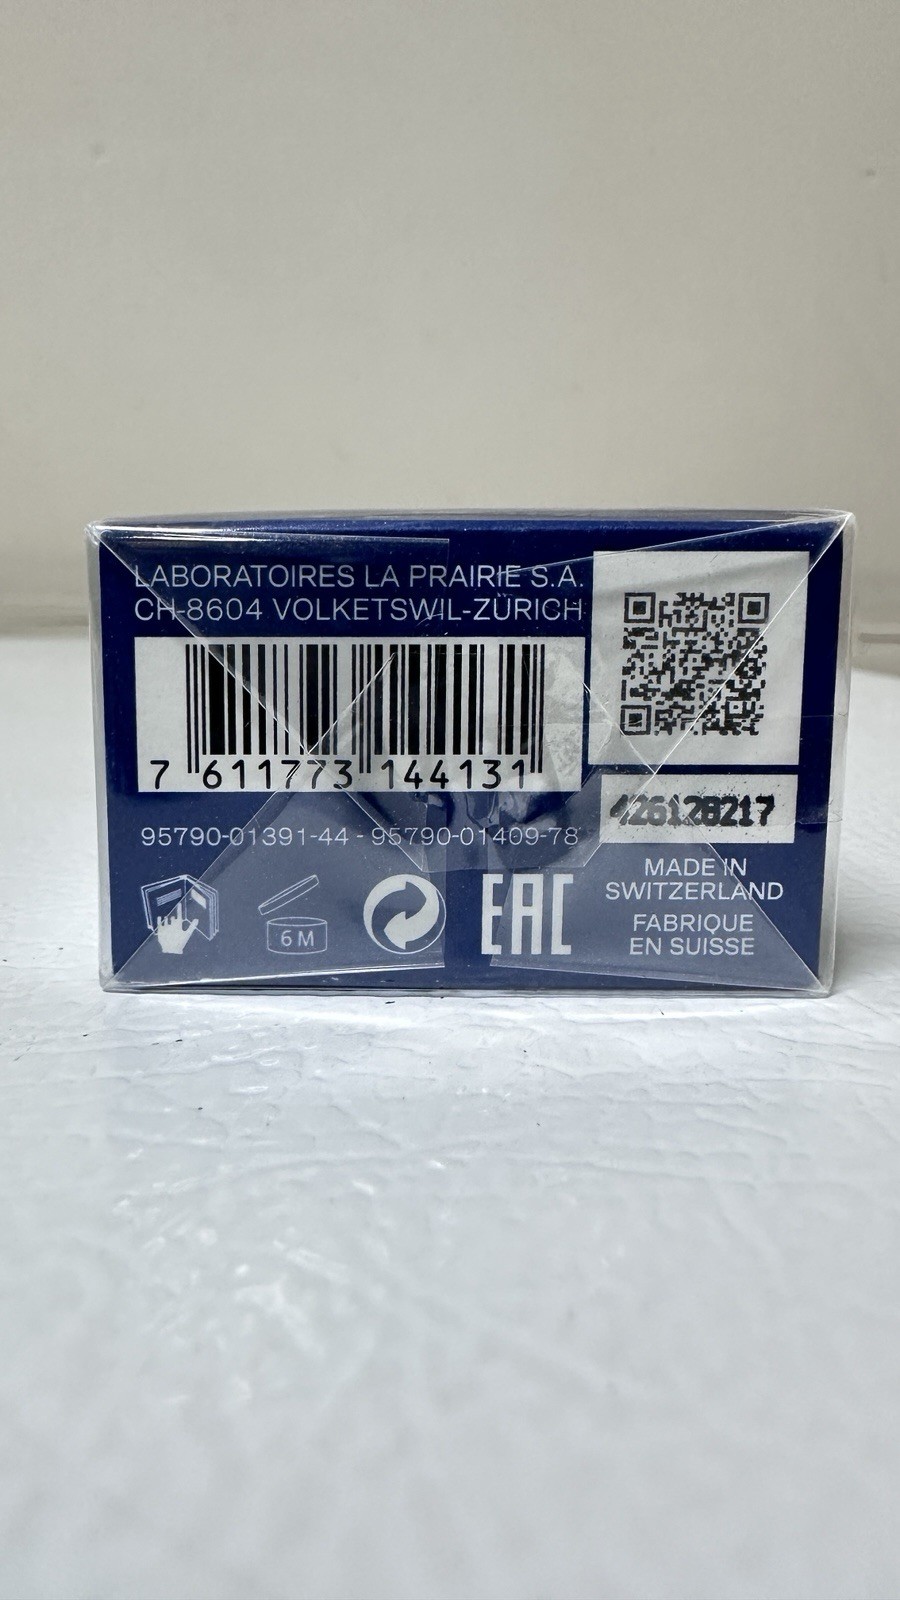 LABORATOIRES LA PRAIRIE S.A.
CH-8604 VOLKETSWIL-ZÜRICH
7 611773 144131
426128217
95790-01391-44 - 95790-01409-78
6 M
EAC
MADE IN
SWITZERLAND
FABRIQUE
EN SUISSE